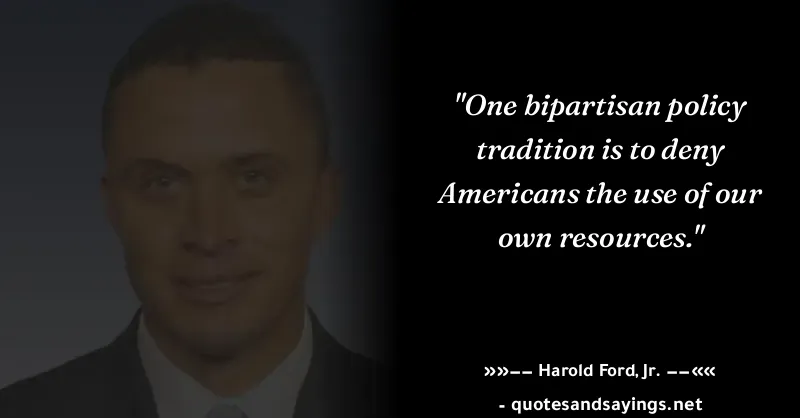 "One bipartisan policy
tradition is to deny
Americans the use of our
own resources."
»»−− Harold Ford, Jr. −−««
- quotesandsayings.net